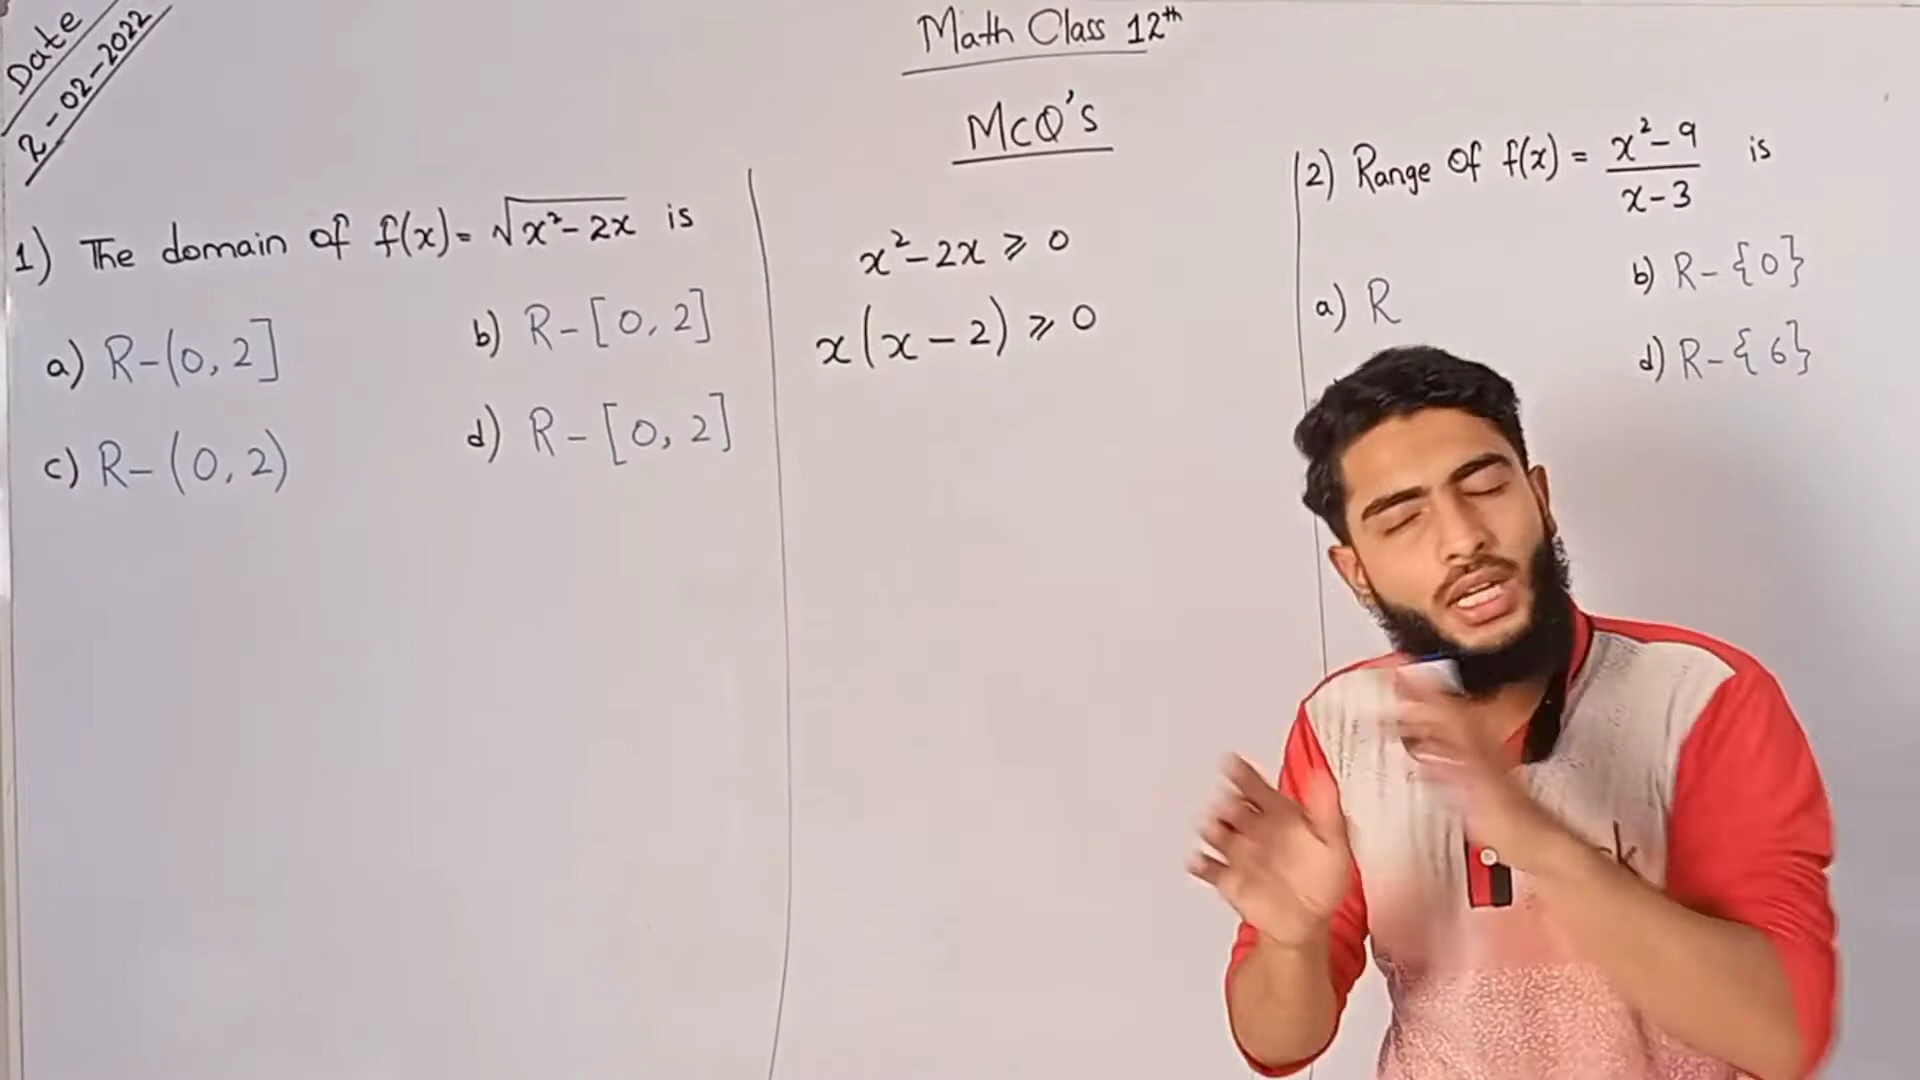 Date
2-02-2022
Math Class 12th
McQ's
1) The domain of f(x)= √x²-2x is
a) R-(0, 2]
b) R-[0, 2]
c) R-(0, 2)
d) R-[0, 2]
x²-2x ⩾ 0
x(x-2) ⩾ 0
2) Range of f(x) = x²-9 / x-3 is
a) R
b) R-{0}
d) R-{6}